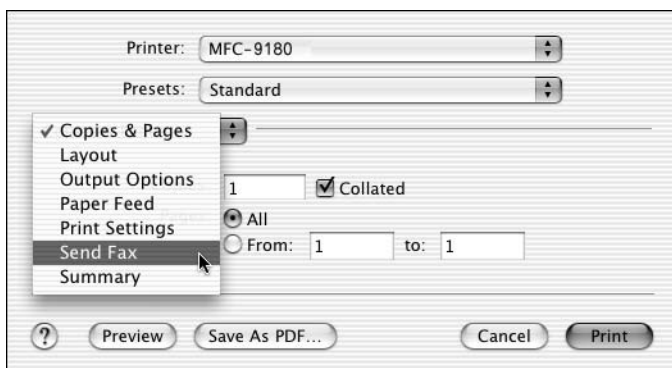 Printer: MFC-9180
Presets: Standard
✓ Copies & Pages
Layout
Output Options
Paper Feed
Print Settings
Send Fax
Summary
1 Collated
All
From: 1 to: 1
? Preview Save As PDF... Cancel Print